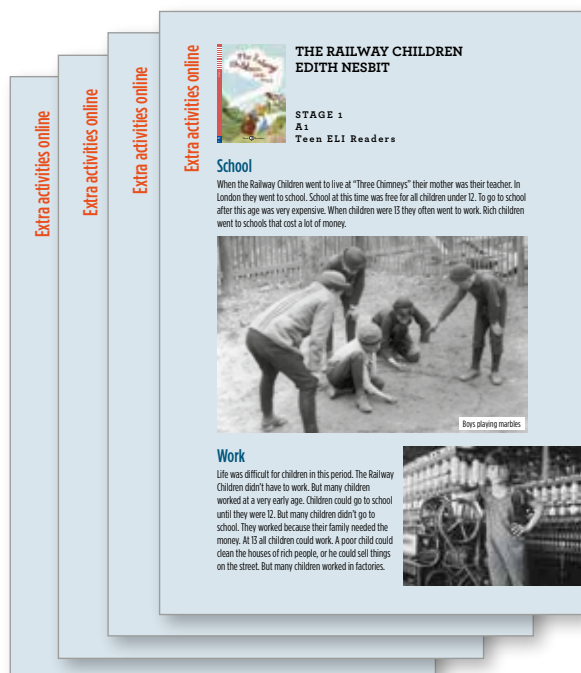 Extra activities online
Extra activities online
Extra activities online
Extra activities online
The Railway
Children
THE RAILWAY CHILDREN
EDITH NESBIT
STAGE 1
A1
Teen ELI Readers
School
When the Railway Children went to live at “Three Chimneys” their mother was their teacher. In
London they went to school. School at this time was free for all children under 12. To go to school
after this age was very expensive. When children were 13 they often went to work. Rich children
went to schools that cost a lot of money.
Boys playing marbles
Work
Life was difficult for children in this period. The Railway
Children didn’t have to work. But many children
worked at a very early age. Children could go to school
until they were 12. But many children didn’t go to
school. They worked because their family needed the
money. At 13 all children could work. A poor child could
clean the houses of rich people, or he could sell things
on the street. But many children worked in factories.